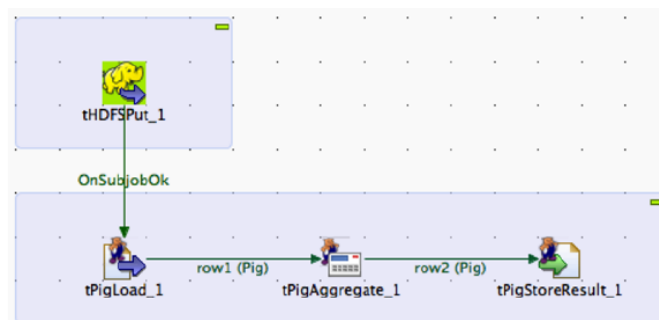 tHDFSPut_1
OnSubjobOk
row1 (Pig)
row2 (Pig)
tPigLoad_1
tPigAggregate_1
tPigStoreResult_1